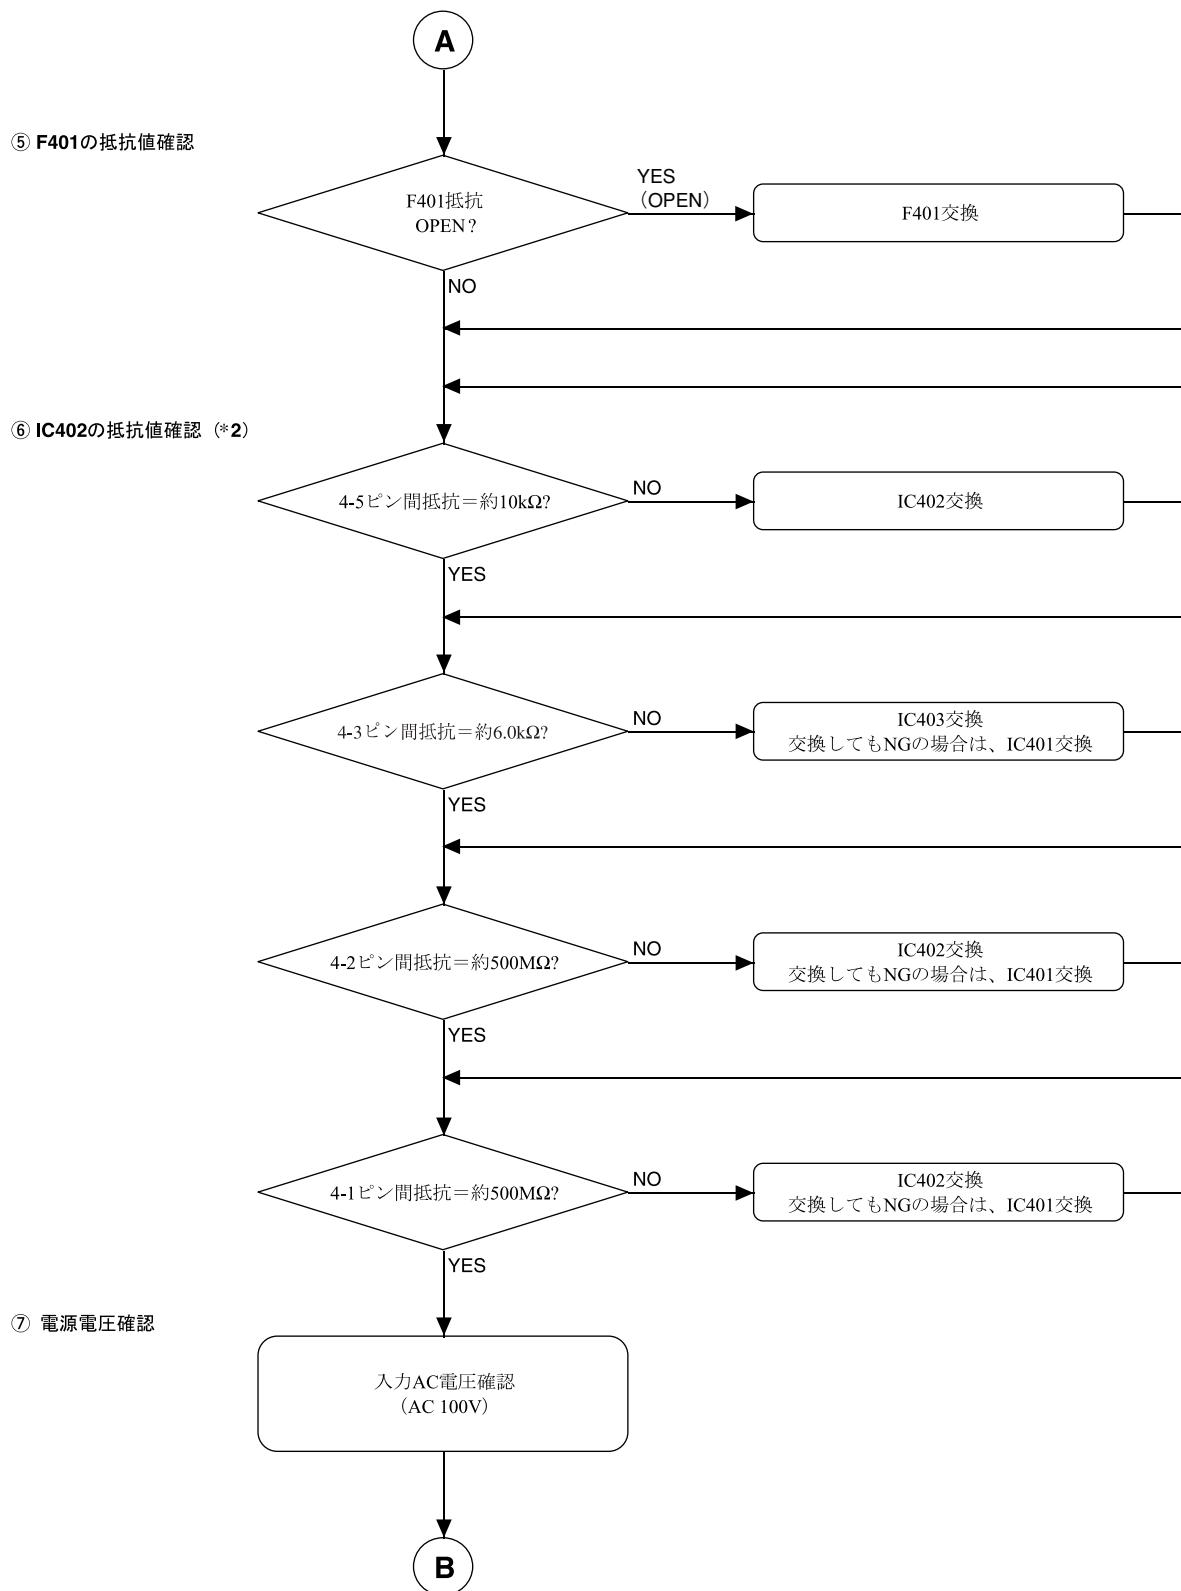 A
⑤ F401の抵抗値確認
F401抵抗
OPEN?
YES
(OPEN)
F401交換
NO
⑥ IC402の抵抗値確認(*2)
4-5ピン間抵抗=約10kΩ?
NO
IC402交換
YES
4-3ピン間抵抗=約6.0kΩ?
NO
IC403交換
交換してもNGの場合は、IC401交換
YES
4-2ピン間抵抗=約500MΩ?
NO
IC402交換
交換してもNGの場合は、IC401交換
YES
4-1ピン間抵抗=約500MΩ?
NO
IC402交換
交換してもNGの場合は、IC401交換
YES
⑦ 電源電圧確認
入力AC電圧確認
(AC 100V)
B